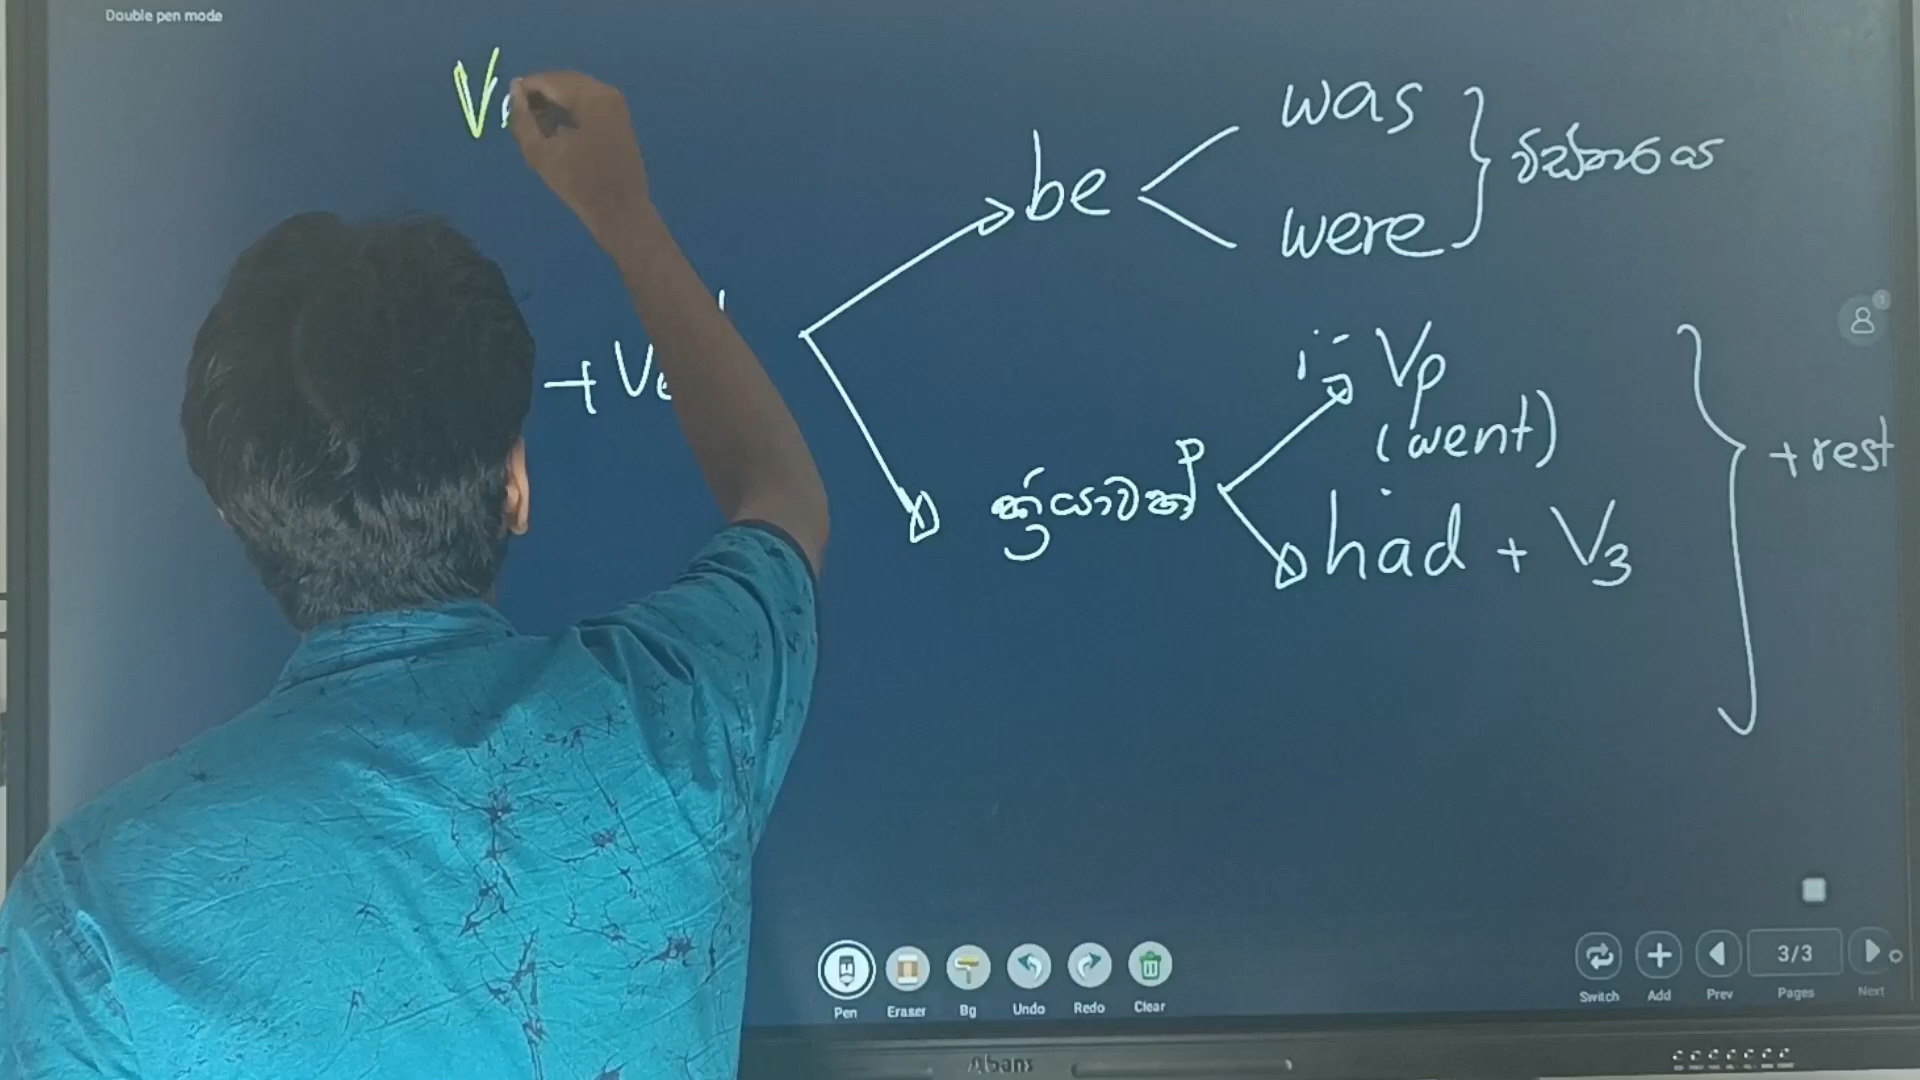 Double pen mode
was
be
විස්තරය
were
i- Vp
(went)
+ rest
ක්‍රියාවක් P
had + V3
3/3
Pen Eraser Bg Undo Redo Clear
Switch Add Prev Pages Next
Abans